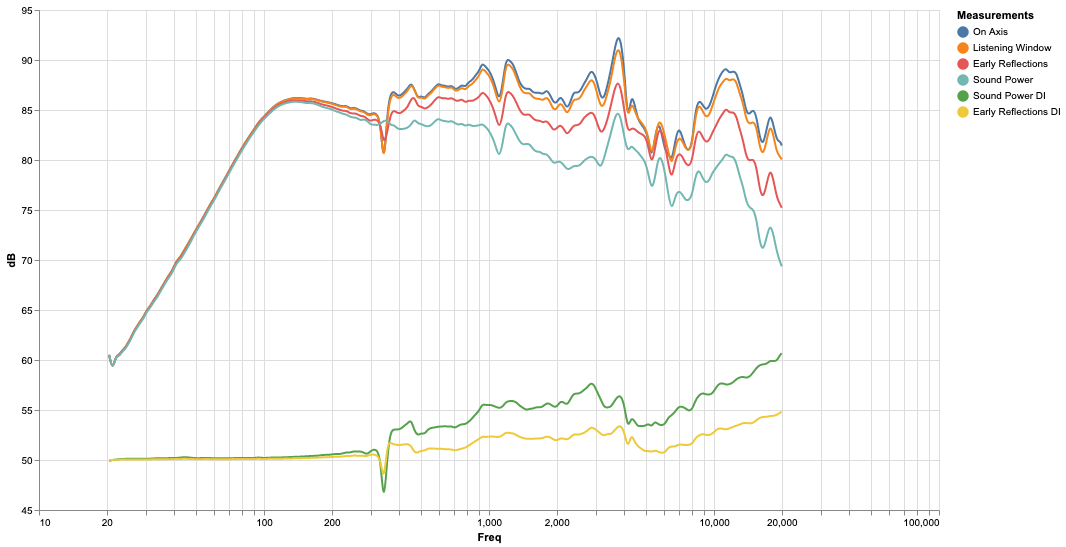 95
90
85
80
75
70
65
60
55
50
45
dB
10
20
100
200
1,000
2,000
10,000
20,000
100,000
Freq
Measurements
On Axis
Listening Window
Early Reflections
Sound Power
Sound Power DI
Early Reflections DI